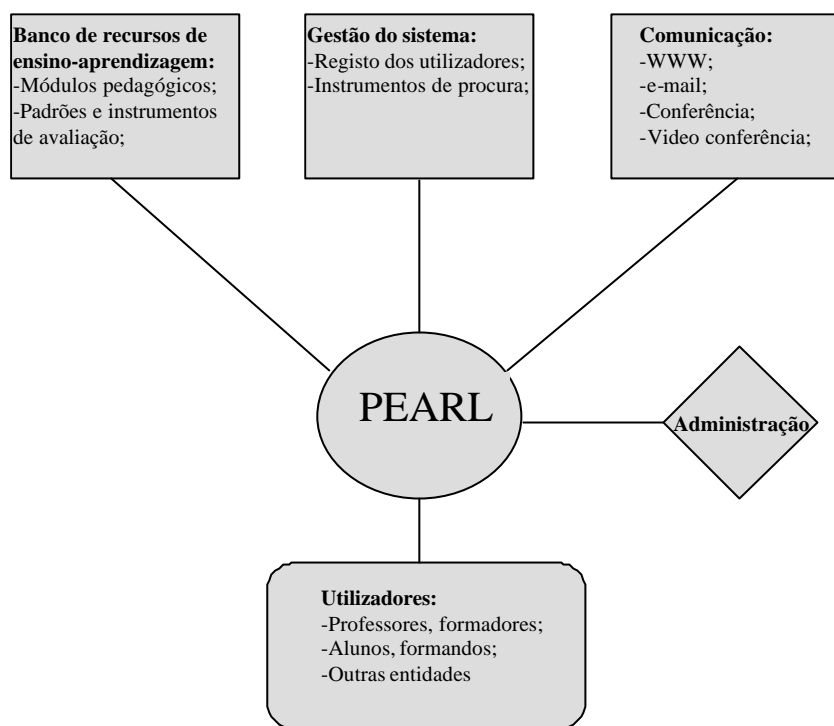 Banco de recursos de
ensino-aprendizagem:
-Módulos pedagógicos;
-Padrões e instrumentos
de avaliação;
Gestão do sistema:
-Registo dos utilizadores;
-Instrumentos de procura;
Comunicação:
-WWW;
-e-mail;
-Conferência;
-Video conferência;
PEARL
Administração
Utilizadores:
-Professores, formadores;
-Alunos, formandos;
-Outras entidades